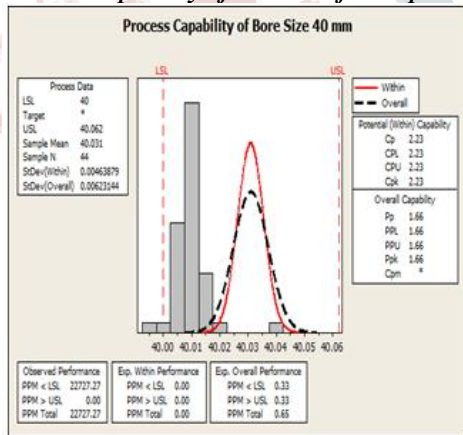 Process Capability of Bore Size 40 mm
LSL
USL
Process Data
LSL 40
Target *
USL 40.062
Sample Mean 40.031
Sample N 44
StDev(Within) 0.00463879
StDev(Overall) 0.00623144
Within
Overall
Potential (Within) Capability
Cp 2.23
CPL 2.23
CPU 2.23
Cpk 2.23
Overall Capability
Pp 1.66
PPL 1.66
PPU 1.66
Ppk 1.66
Cpm *
40.00 40.01 40.02 40.03 40.04 40.05 40.06
Observed Performance
PPM < LSL 22727.27
PPM > USL 0.00
PPM Total 22727.27
Exp. Within Performance
PPM < LSL 0.00
PPM > USL 0.00
PPM Total 0.00
Exp. Overall Performance
PPM < LSL 0.33
PPM > USL 0.33
PPM Total 0.65